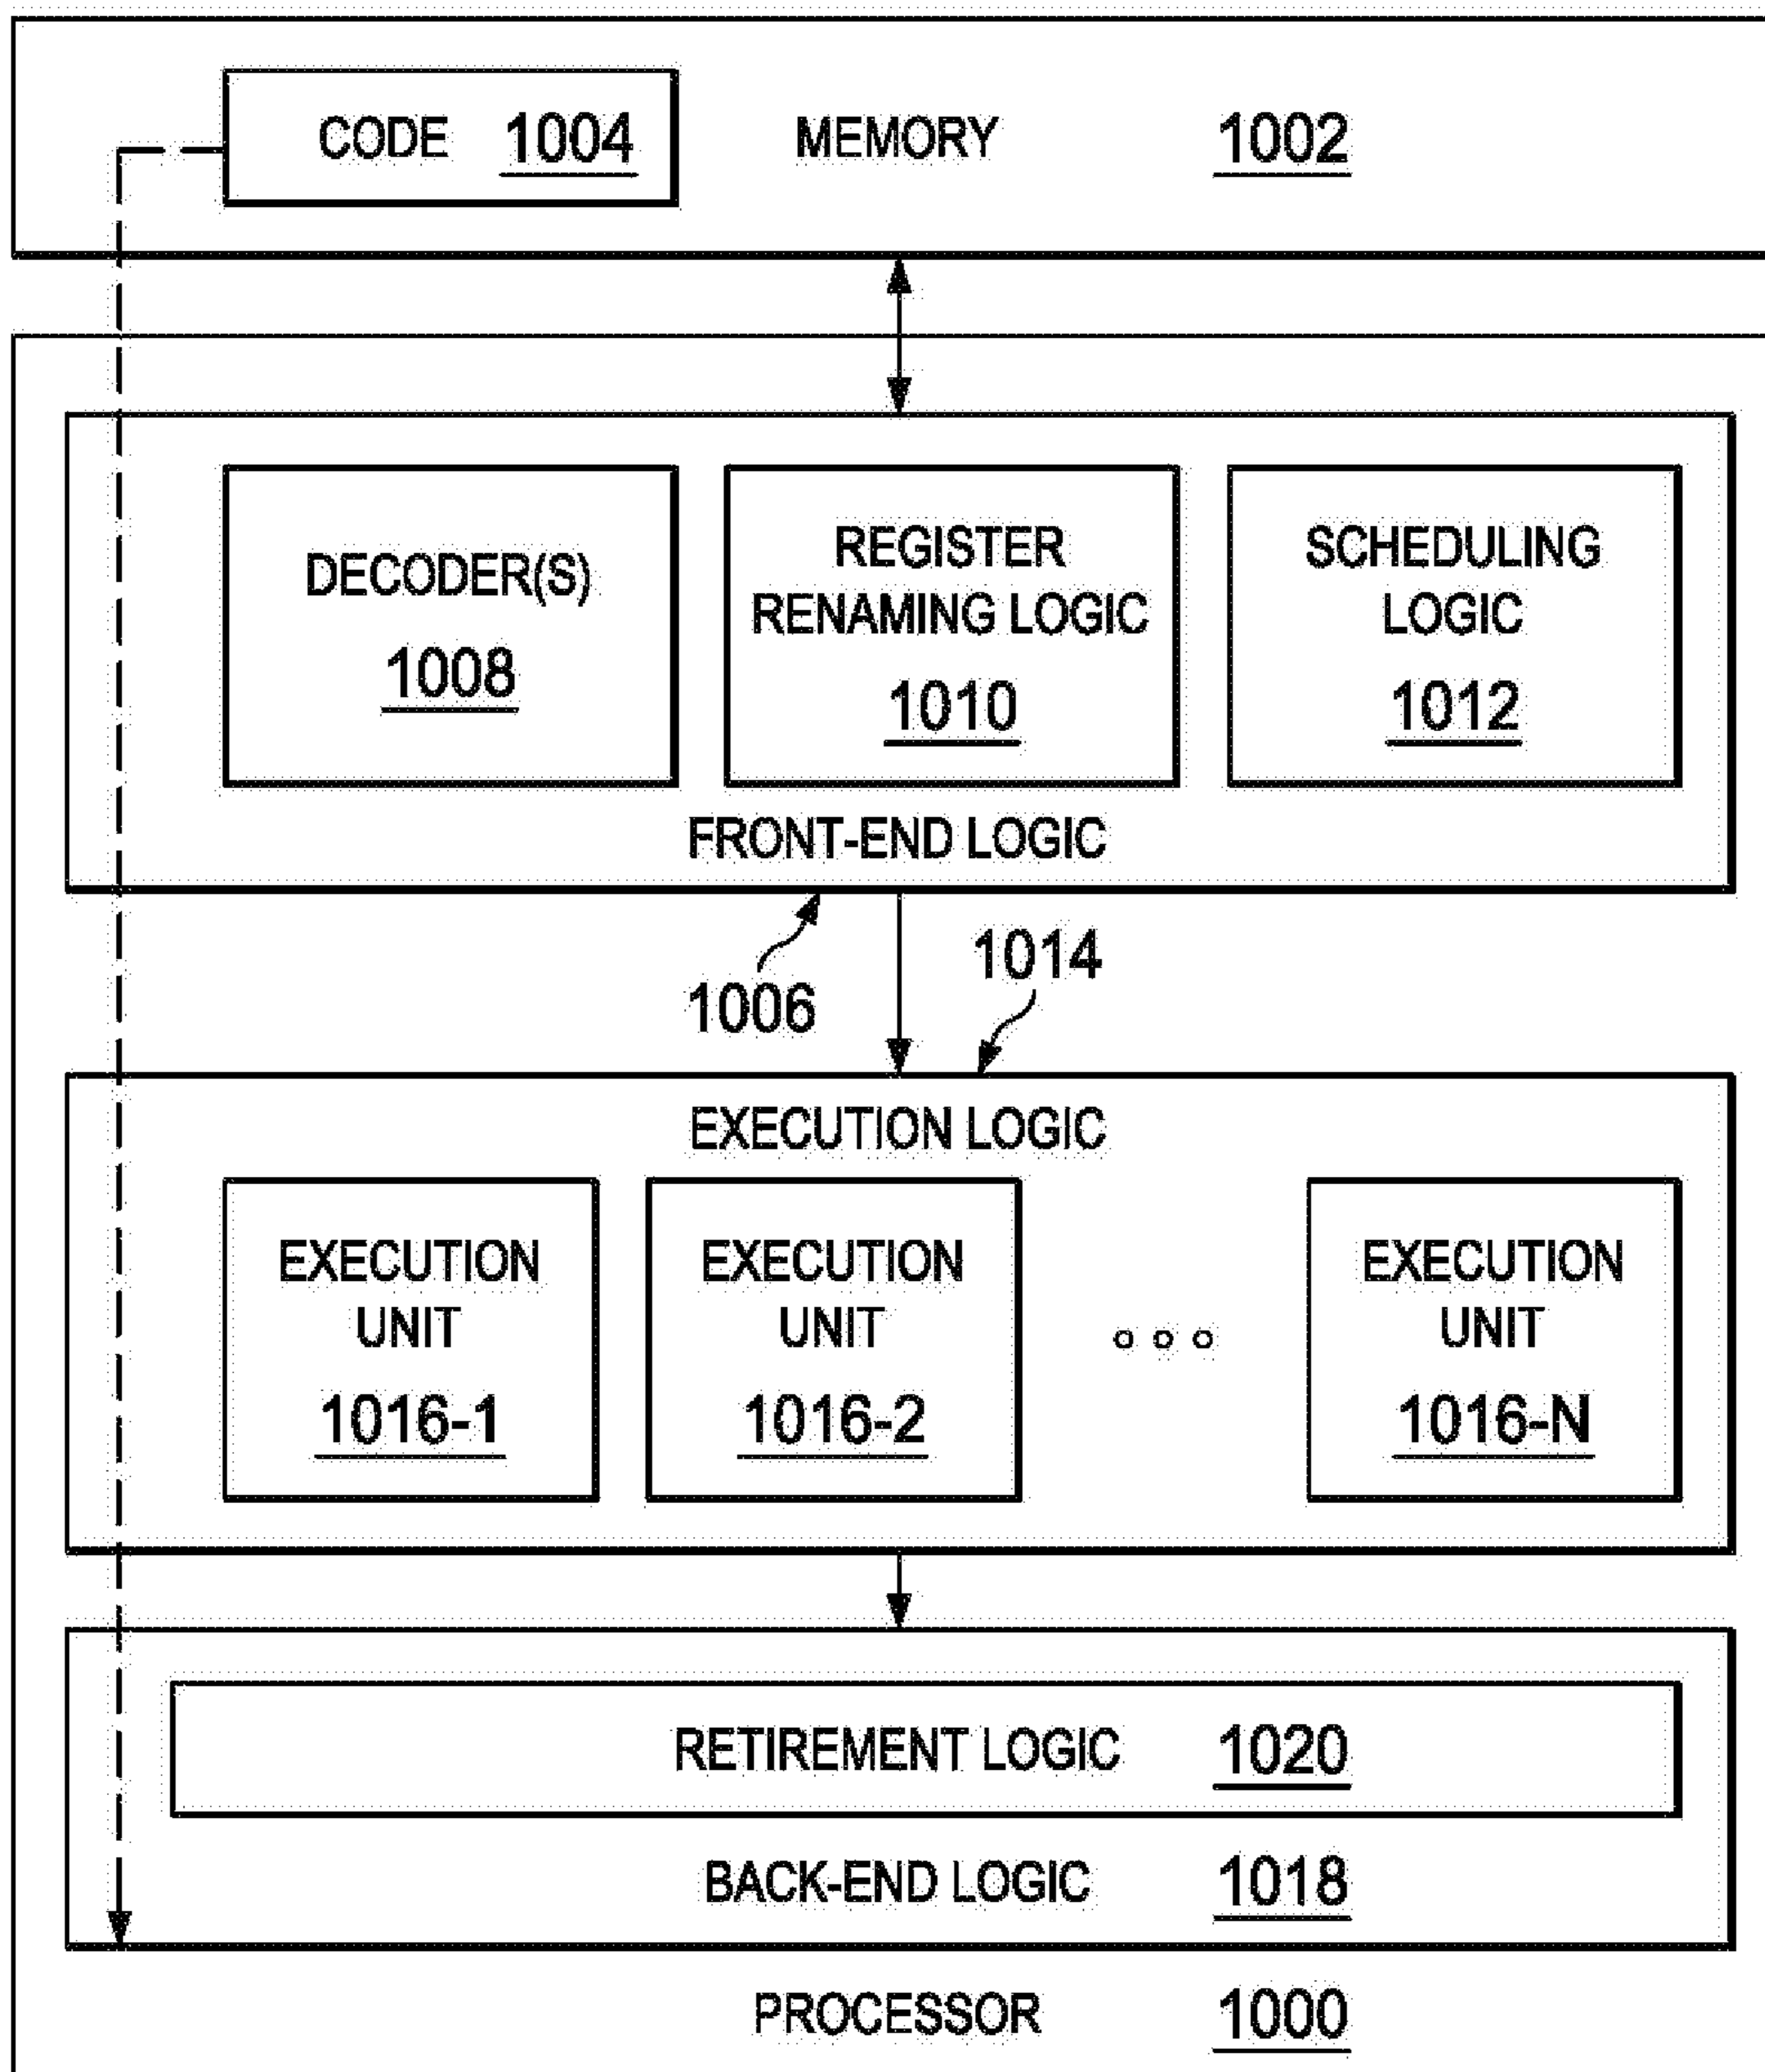 CODE 1004 MEMORY 1002
DECODER(S)
1008
REGISTER
RENAMING LOGIC
1010
SCHEDULING
LOGIC
1012
FRONT-END LOGIC
1006
1014
EXECUTION LOGIC
EXECUTION
UNIT
1016-1
EXECUTION
UNIT
1016-2
EXECUTION
UNIT
1016-N
RETIREMENT LOGIC 1020
BACK-END LOGIC 1018
PROCESSOR 1000